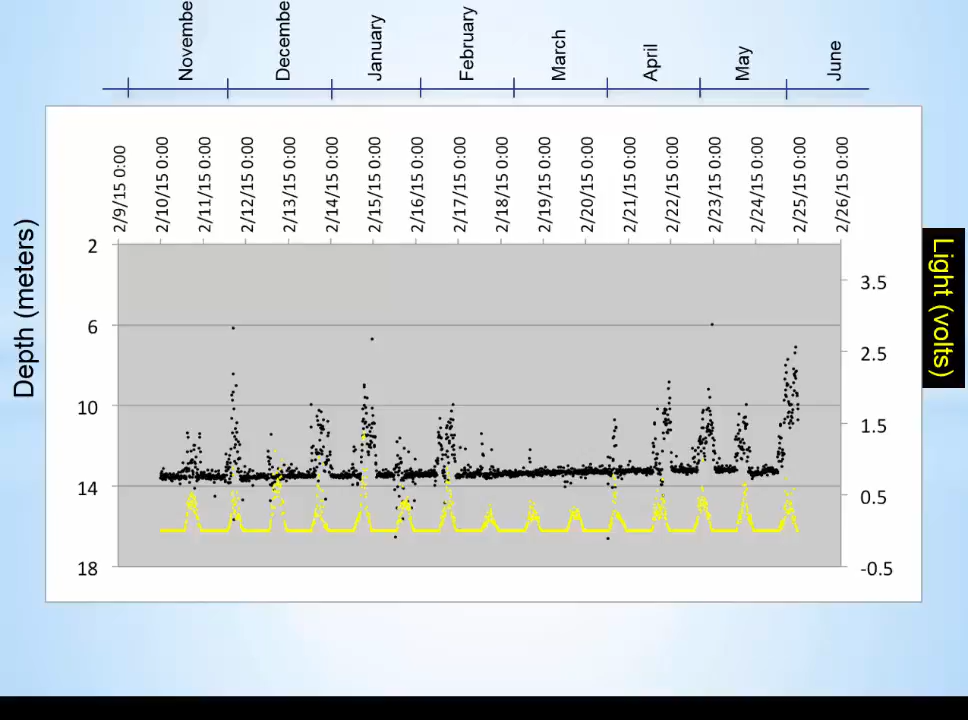 Novembe
Decembe
January
February
March
April
May
June
2/9/15 0:00
2/10/15 0:00
2/11/15 0:00
2/12/15 0:00
2/13/15 0:00
2/14/15 0:00
2/15/15 0:00
2/16/15 0:00
2/17/15 0:00
2/18/15 0:00
2/19/15 0:00
2/20/15 0:00
2/21/15 0:00
2/22/15 0:00
2/23/15 0:00
2/24/15 0:00
2/25/15 0:00
2/26/15 0:00
Depth (meters)
2
6
10
14
18
3.5
2.5
1.5
0.5
-0.5
Light (volts)